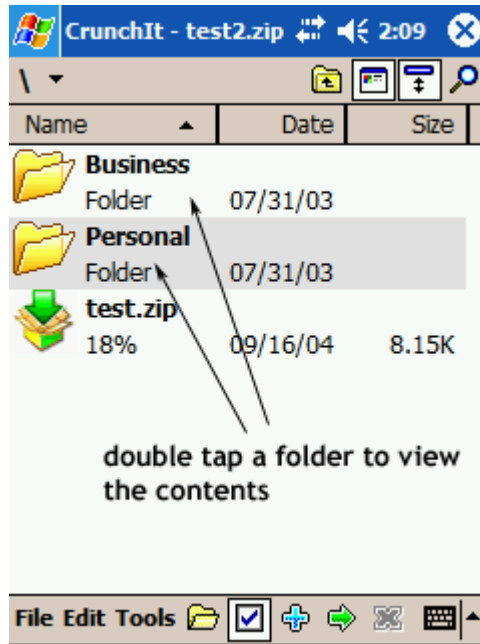 CrunchIt - test2.zip 2:09
\
Name Date Size
Business
Folder 07/31/03
Personal
Folder 07/31/03
test.zip
18% 09/16/04 8.15K
double tap a folder to view
the contents
File Edit Tools